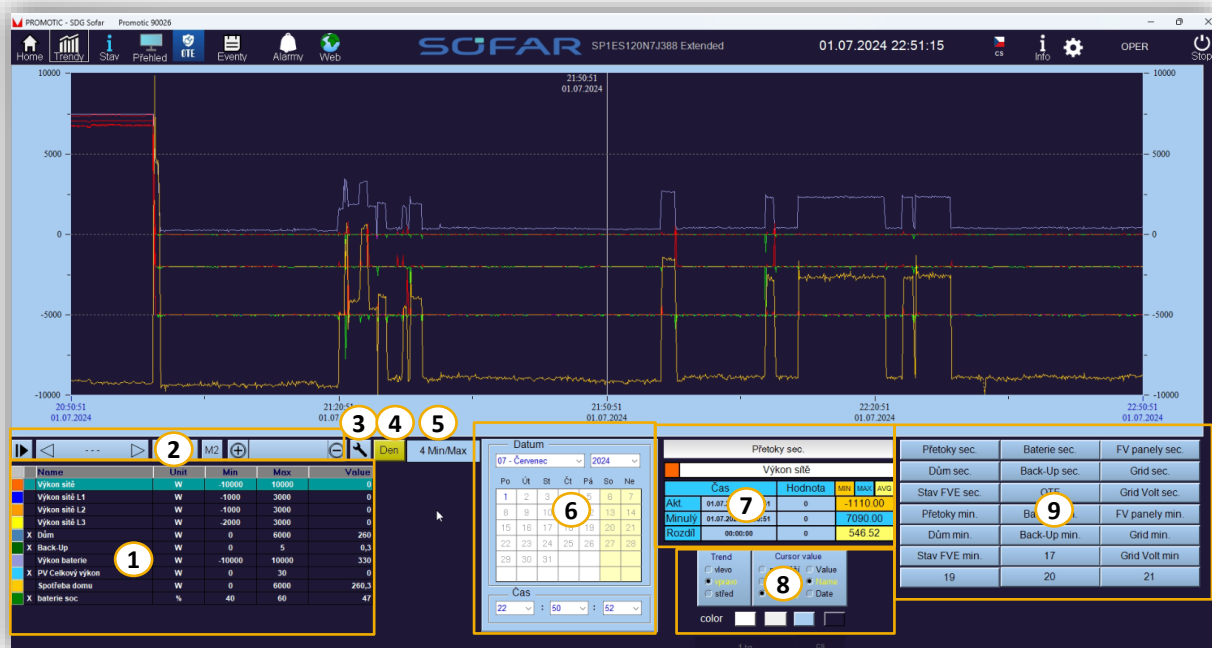 PROMOTIC - SDG Sofar Promotic 90026
Home Trendy Stav Přehled OTE Eventy Alarmy Web
SOFAR SP1ES120N7J388 Extended 01.07.2024 22:51:15 cs Info OPER Stop
21:50:51
01.07.2024
10000 10000
5000 5000
0 0
-5000 -5000
-10000 -10000
20:50:51 21:20:51 21:50:51 22:20:51 22:50:51
01.07.2024 01.07.2024 01.07.2024 01.07.2024 01.07.2024
3 4 5
--- 2 M2 Den 4 Min/Max
Name Unit Min Max Value
Výkon sítě W -10000 10000 0
Výkon sítě L1 W -1000 3000 0
Výkon sítě L2 W -1000 3000 0
Výkon sítě L3 W -2000 3000 0
X Dům W 0 6000 260
X Back-Up W 0 5 0,3
Výkon baterie W -10000 10000 330
X PV Celkový výkon W 0 30 0
Spotřeba domu W 0 6000 260,3
X baterie soc % 40 60 47
1
Datum
07 - Červenec 2024
Po Út St Čt Pá So Ne
1 2 3 4 5 6 7
8 9 10 12 13 14
15 16 17 19 20 21
22 23 24 25 26 27 28
29 30 31
6
Čas
22 : 50 : 52
Přetoky sec.
Výkon sítě
Čas Hodnota MIN MAX AVG
Akt 01.07. 51 0 -1110.00
Minulý 01.07.20 :51 0 7090.00
Rozdíl 00:00:00 0 546.52
7
Trend Cursor value
vlevo Value
vpravo Name
střed Date
8
color
Přetoky sec. Baterie sec. FV panely sec.
Dům sec. Back-Up sec. Grid sec.
Stav FVE sec. OTE Grid Volt sec.
Přetoky min. Ba FV panely min.
9
Dům min. Back-Up min. Grid min.
Stav FVE min 17 Grid Volt min
19 20 21